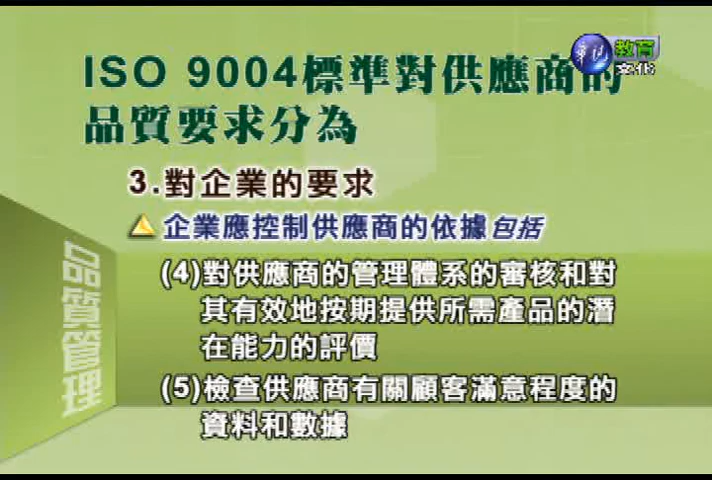 ISO 9004標準對供應商的
品質要求分為
華視
教育
文化
3.對企業的要求
企業應控制供應商的依據包括
(4)對供應商的管理體系的審核和對
其有效地按期提供所需產品的潛
在能力的評價
(5)檢查供應商有關顧客滿意程度的
資料和數據
品質管理